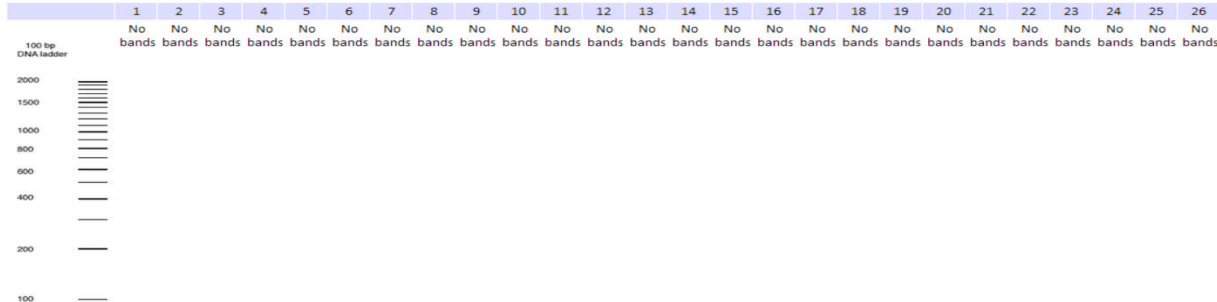 1 2 3 4 5 6 7 8 9 10 11 12 13 14 15 16 17 18 19 20 21 22 23 24 25 26
No No No No No No No No No No No No No No No No No No No No No No No No No No
bands bands bands bands bands bands bands bands bands bands bands bands bands bands bands bands bands bands bands bands bands bands bands bands bands bands
100 bp
DNA ladder
2000
1500
1000
800
600
400
200
100